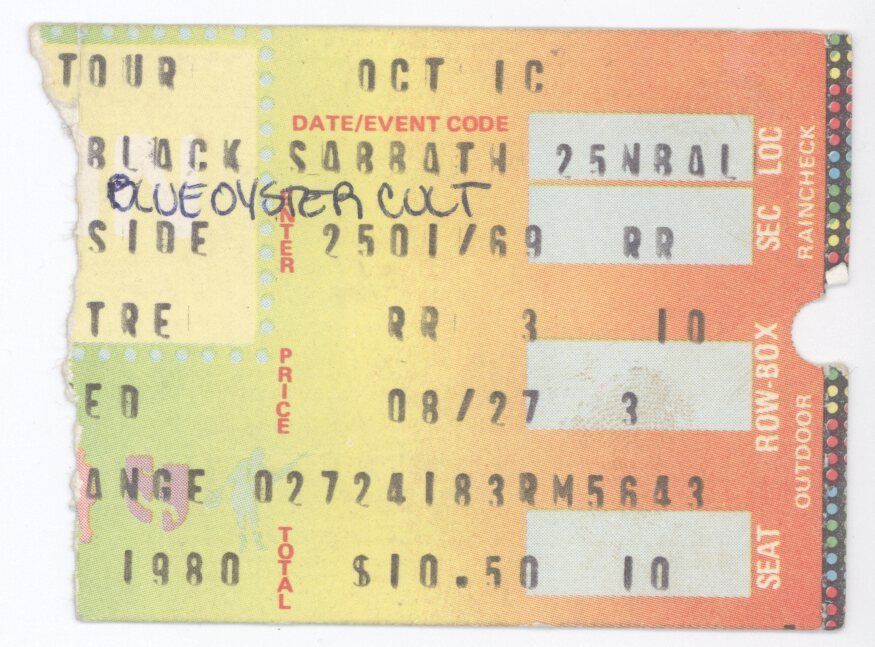 TOUR OCT 1C
DATE/EVENT CODE
BLACK SABBATH 25NBAL
BLUE OYSTER CULT
SIDE 2501/69 RR
ENTER
TRE RR 3 10
PRICE
ED 08/27 3
ANGE 02724183RM5643
TOTAL
1980 $10.50 10
LOC
SEC
ROW-BOX
SEAT
RAINCHECK
OUTDOOR